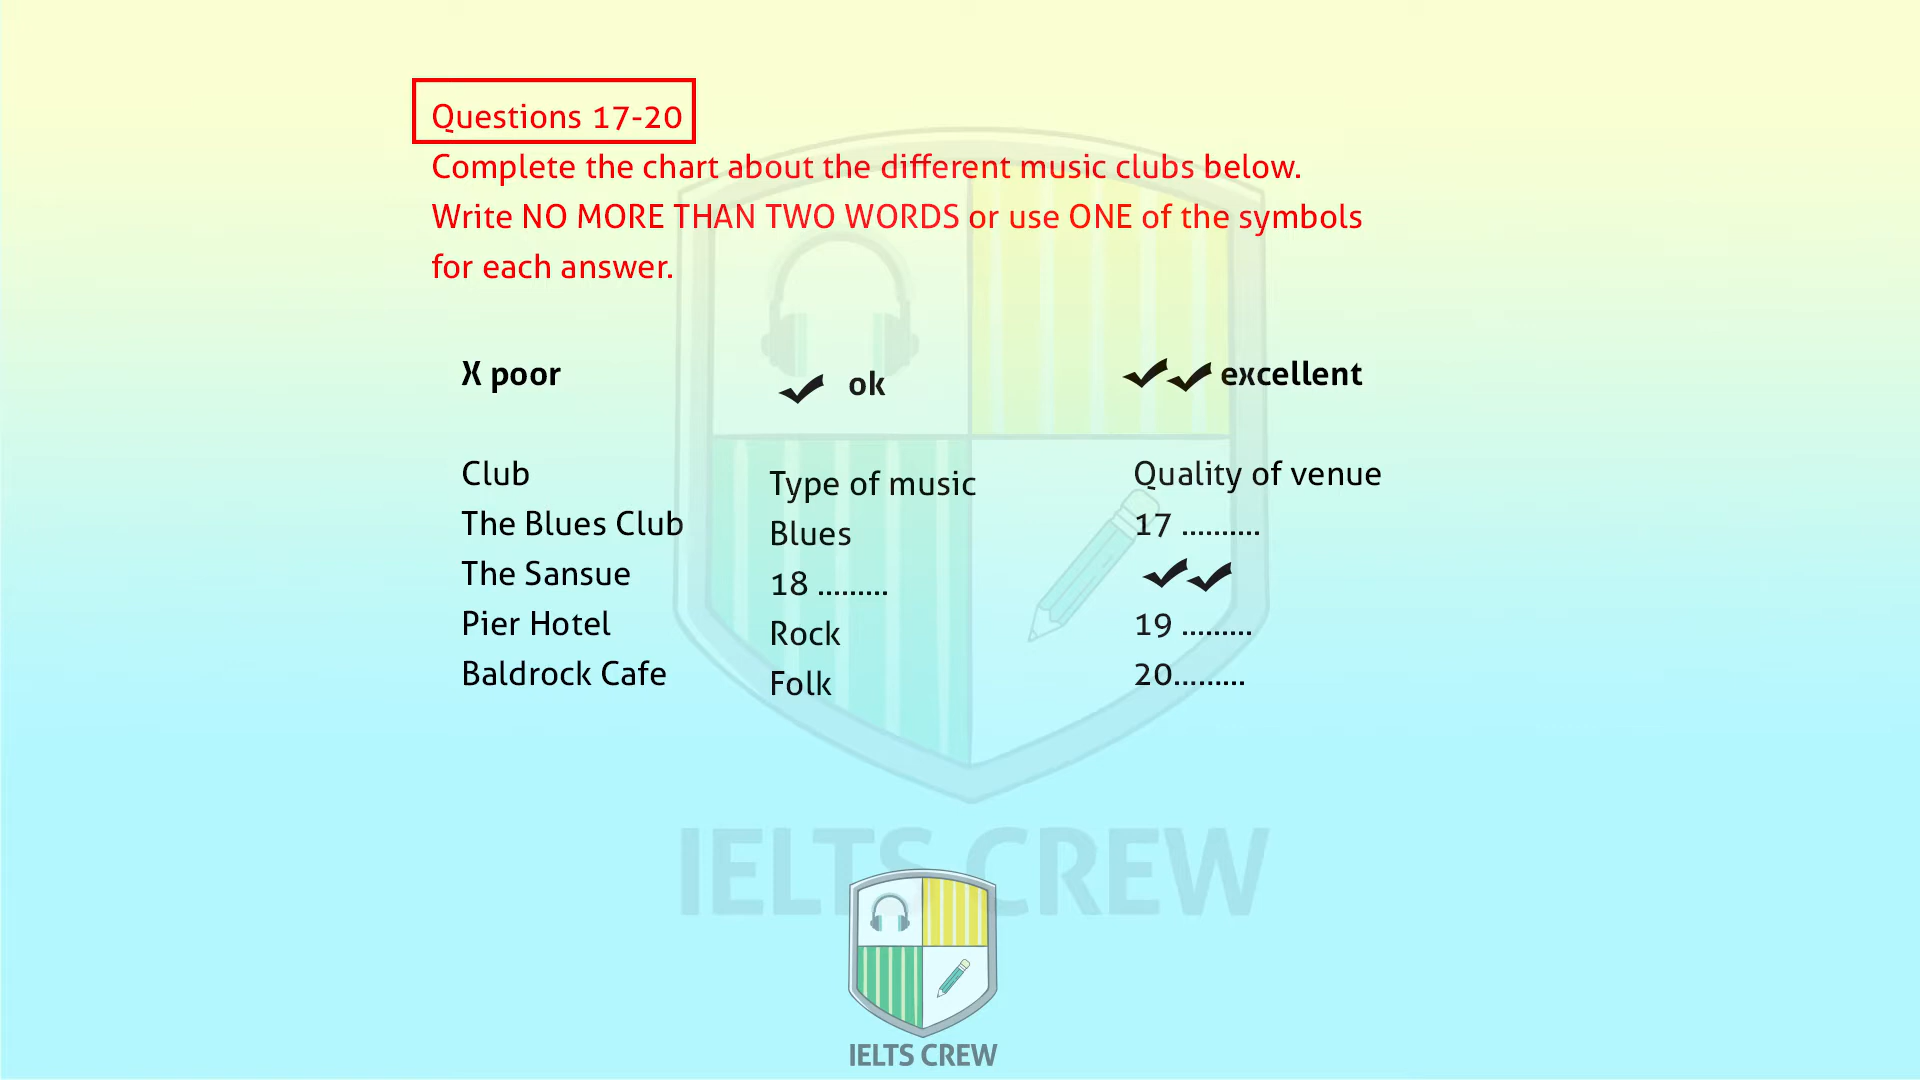 Questions 17-20
Complete the chart about the different music clubs below.
Write NO MORE THAN TWO WORDS or use ONE of the symbols
for each answer.
X poor ✓ ok ✓✓ excellent
Club Type of music Quality of venue
The Blues Club Blues 17 ..........
The Sansue 18 ......... ✓✓
Pier Hotel Rock 19 .........
Baldrock Cafe Folk 20.........
IELTS CREW
IELTS CREW